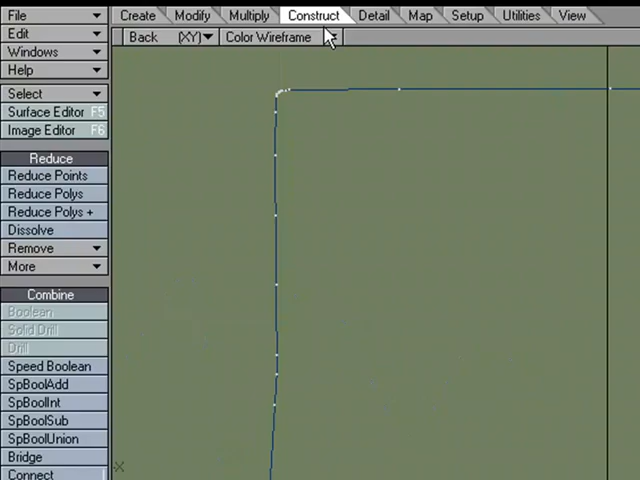 File Create Modify Multiply Construct Detail Map Setup Utilities View
Edit Back (XY) Color Wireframe
Windows
Help
Select
Surface Editor F5
Image Editor F6
Reduce
Reduce Points
Reduce Polys
Reduce Polys +
Dissolve
Remove
More
Combine
Boolean
Solid Drill
Drill
Speed Boolean
SpBoolAdd
SpBoolInt
SpBoolSub
SpBoolUnion
Bridge
Connect
X